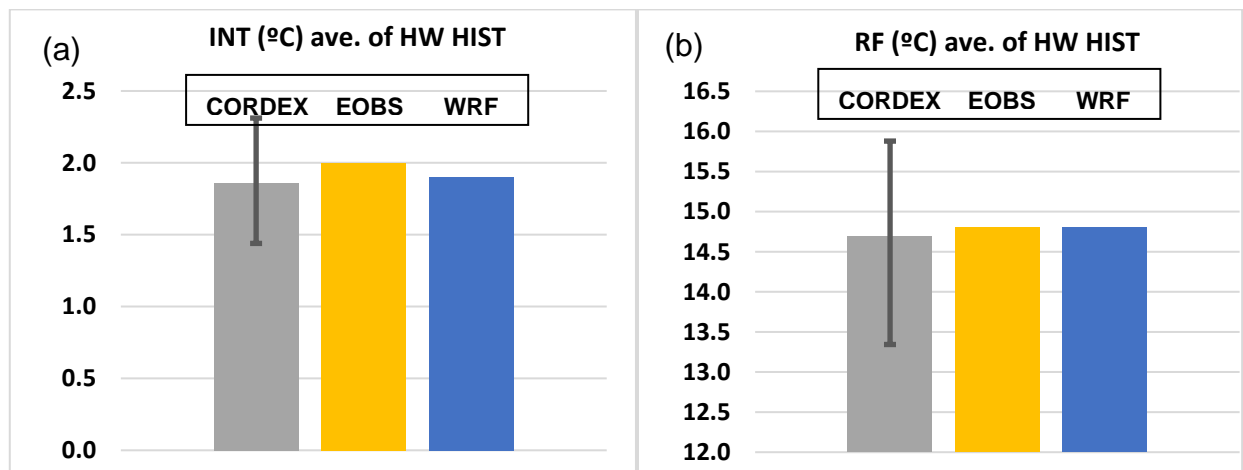 (a)
INT (ºC) ave. of HW HIST
CORDEX EOBS WRF
2.5
2.0
1.5
1.0
0.5
0.0
(b)
RF (ºC) ave. of HW HIST
CORDEX EOBS WRF
16.5
16.0
15.5
15.0
14.5
14.0
13.5
13.0
12.5
12.0